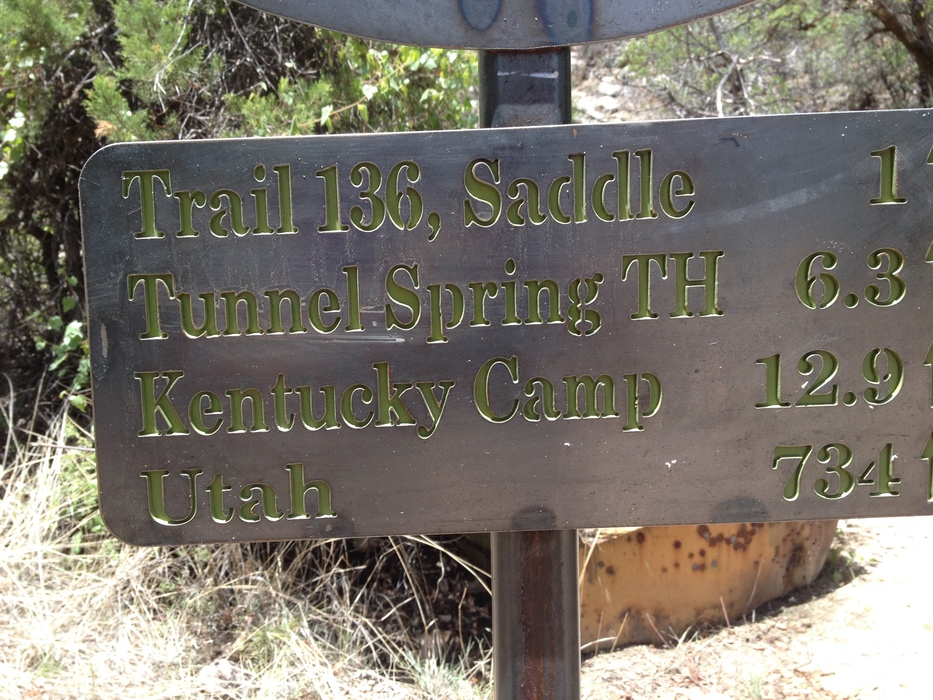 Trail 136, Saddle 1
Tunnel Spring TH 6.3
Kentucky Camp 12.9
Utah 734